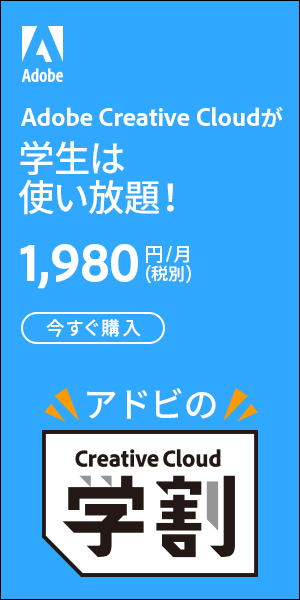 Adobe
Adobe Creative Cloudが
学生は
使い放題！
1,980円/月
(税別)
今すぐ購入
アドビの
Creative Cloud
学割